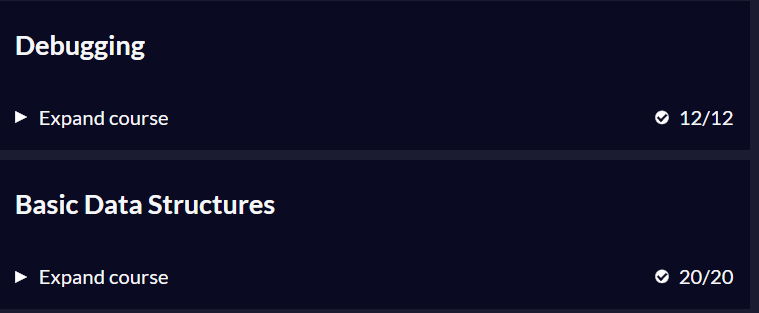 Debugging
Expand course 12/12
Basic Data Structures
Expand course 20/20